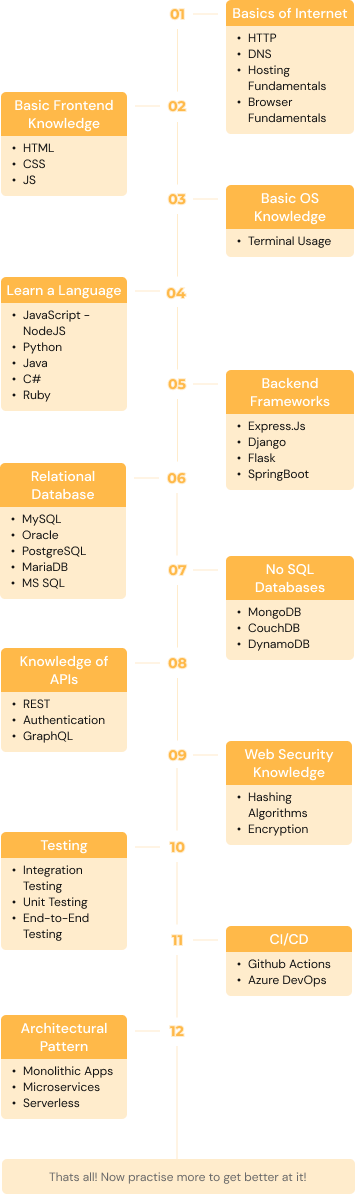 01
Basics of Internet
• HTTP
• DNS
• Hosting
Fundamentals
• Browser
Fundamentals
02
Basic Frontend
Knowledge
• HTML
• CSS
• JS
03
Basic OS
Knowledge
• Terminal Usage
04
Learn a Language
• JavaScript -
NodeJS
• Python
• Java
• C#
• Ruby
05
Backend
Frameworks
• Express.Js
• Django
• Flask
• SpringBoot
06
Relational
Database
• MySQL
• Oracle
• PostgreSQL
• MariaDB
• MS SQL
07
No SQL
Databases
• MongoDB
• CouchDB
• DynamoDB
08
Knowledge of
APIs
• REST
• Authentication
• GraphQL
09
Web Security
Knowledge
• Hashing
Algorithms
• Encryption
10
Testing
• Integration
Testing
• Unit Testing
• End-to-End
Testing
11
CI/CD
• Github Actions
• Azure DevOps
12
Architectural
Pattern
• Monolithic Apps
• Microservices
• Serverless
Thats all! Now practise more to get better at it!